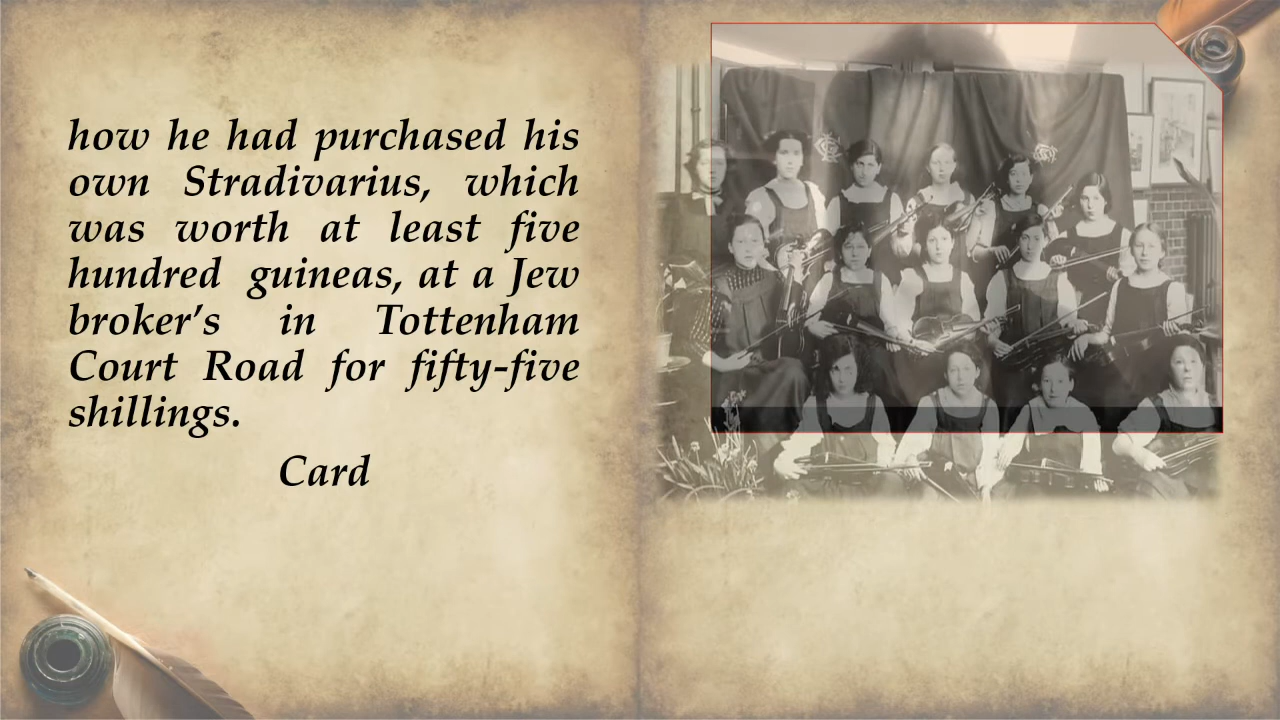 how he had purchased his
own Stradivarius, which
was worth at least five
hundred guineas, at a Jew
broker’s in Tottenham
Court Road for fifty-five
shillings.
Card